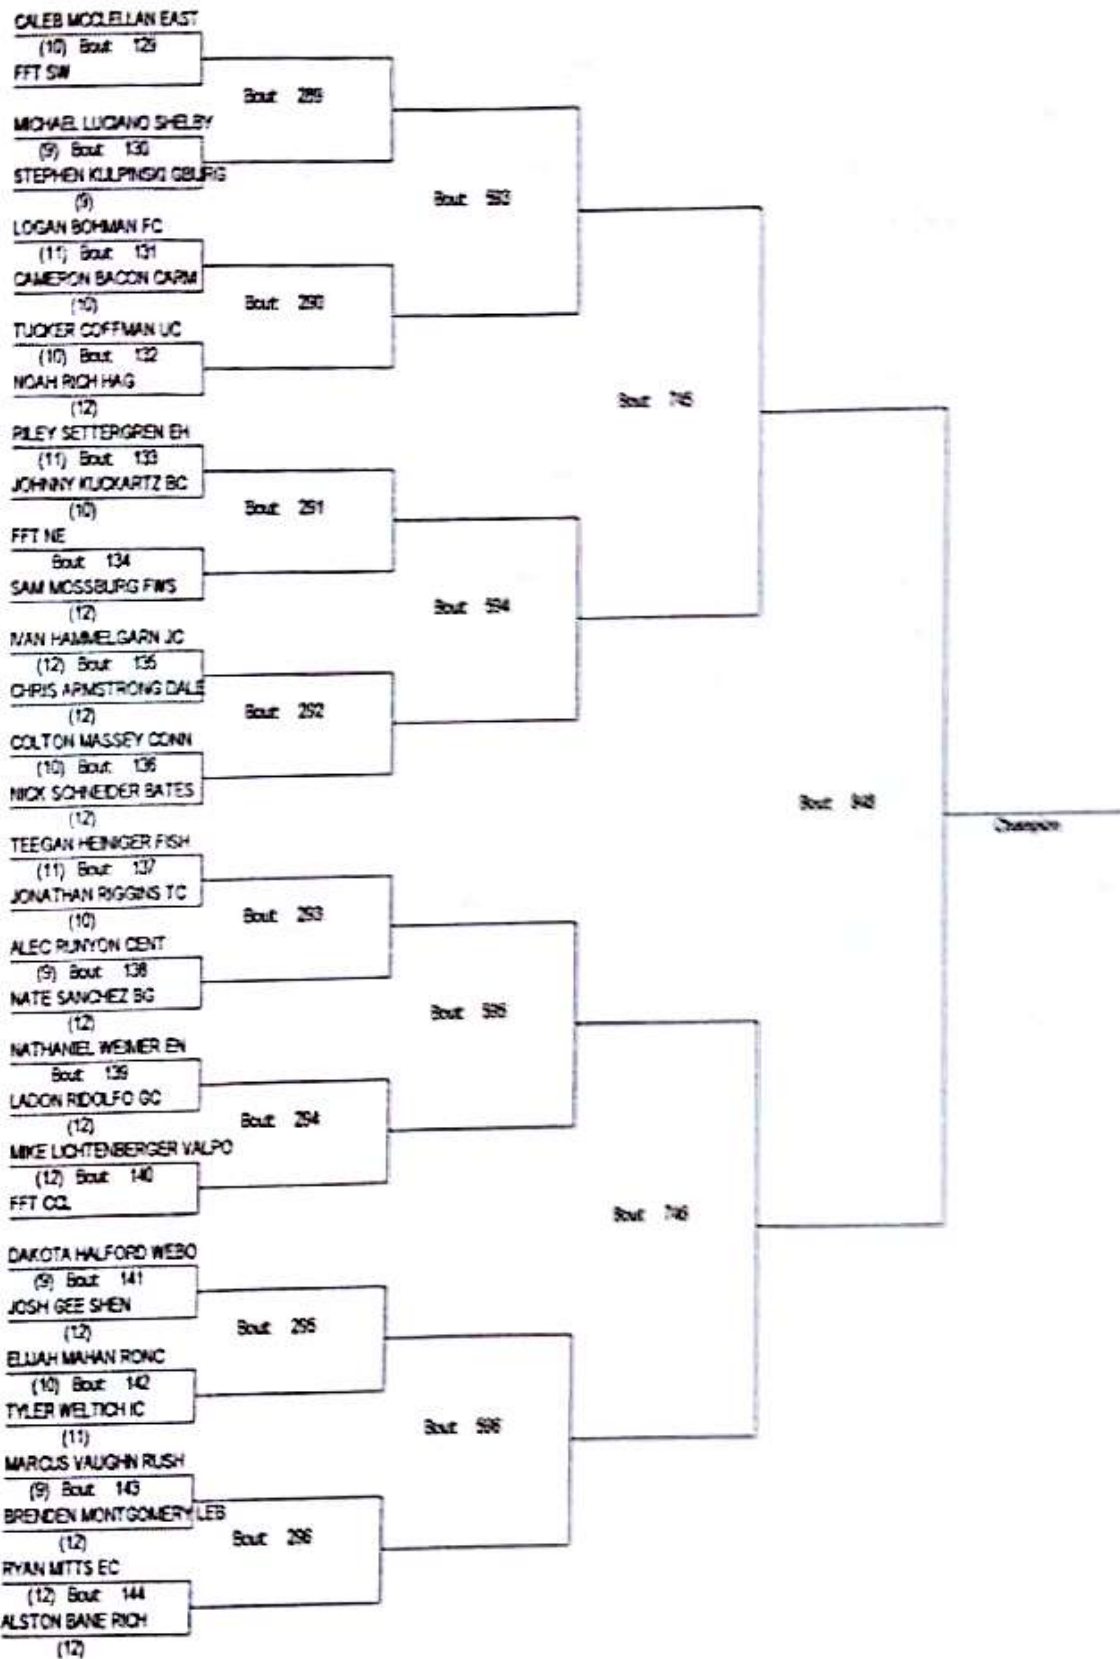 CALEB MCCLELLAN EAST
(10) Bout 129
FFT SW
Bout 289
MICHAEL LUCIANO SHELBY
(9) Bout 130
STEPHEN KULPINSKI GBURG
(9)
Bout 593
LOGAN BOHMAN FC
(11) Bout 131
CAMERON BACON CARM
(10)
Bout 290
TUCKER COFFMAN UC
(10) Bout 132
NOAH RICH HAG
(12)
Bout 745
RILEY SETTERGREN EH
(11) Bout 133
JOHNNY KUCKARTZ BC
(10)
Bout 291
FFT NE
Bout 134
SAM MOSSBURG FWS
(12)
Bout 594
IVAN HAMMELGARN JC
(12) Bout 135
CHRIS ARMSTRONG DALE
(12)
Bout 292
COLTON MASSEY CONN
(10) Bout 136
NICK SCHNEIDER BATES
(12)
Bout
Champion
TEEGAN HEINIGER FISH
(11) Bout 137
JONATHAN RIGGINS TC
(10)
Bout 293
ALEC RUNYON CENT
(9) Bout 138
NATE SANCHEZ BG
(12)
Bout 595
NATHANIEL WEIMER EN
Bout 139
LADON RIDOLFO GC
(12)
Bout 294
MIKE LICHTENBERGER VALPO
(12) Bout 140
FFT CCL
Bout 746
DAKOTA HALFORD WEBO
(9) Bout 141
JOSH GEE SHEN
(12)
Bout 295
ELIJAH MAHAN RONC
(10) Bout 142
TYLER WELTICH IC
(11)
Bout 596
MARCUS VAUGHN RUSH
(9) Bout 143
BRENDEN MONTGOMERY LEB
(12)
Bout 296
RYAN MITTS EC
(12) Bout 144
ALSTON BANE RICH
(12)